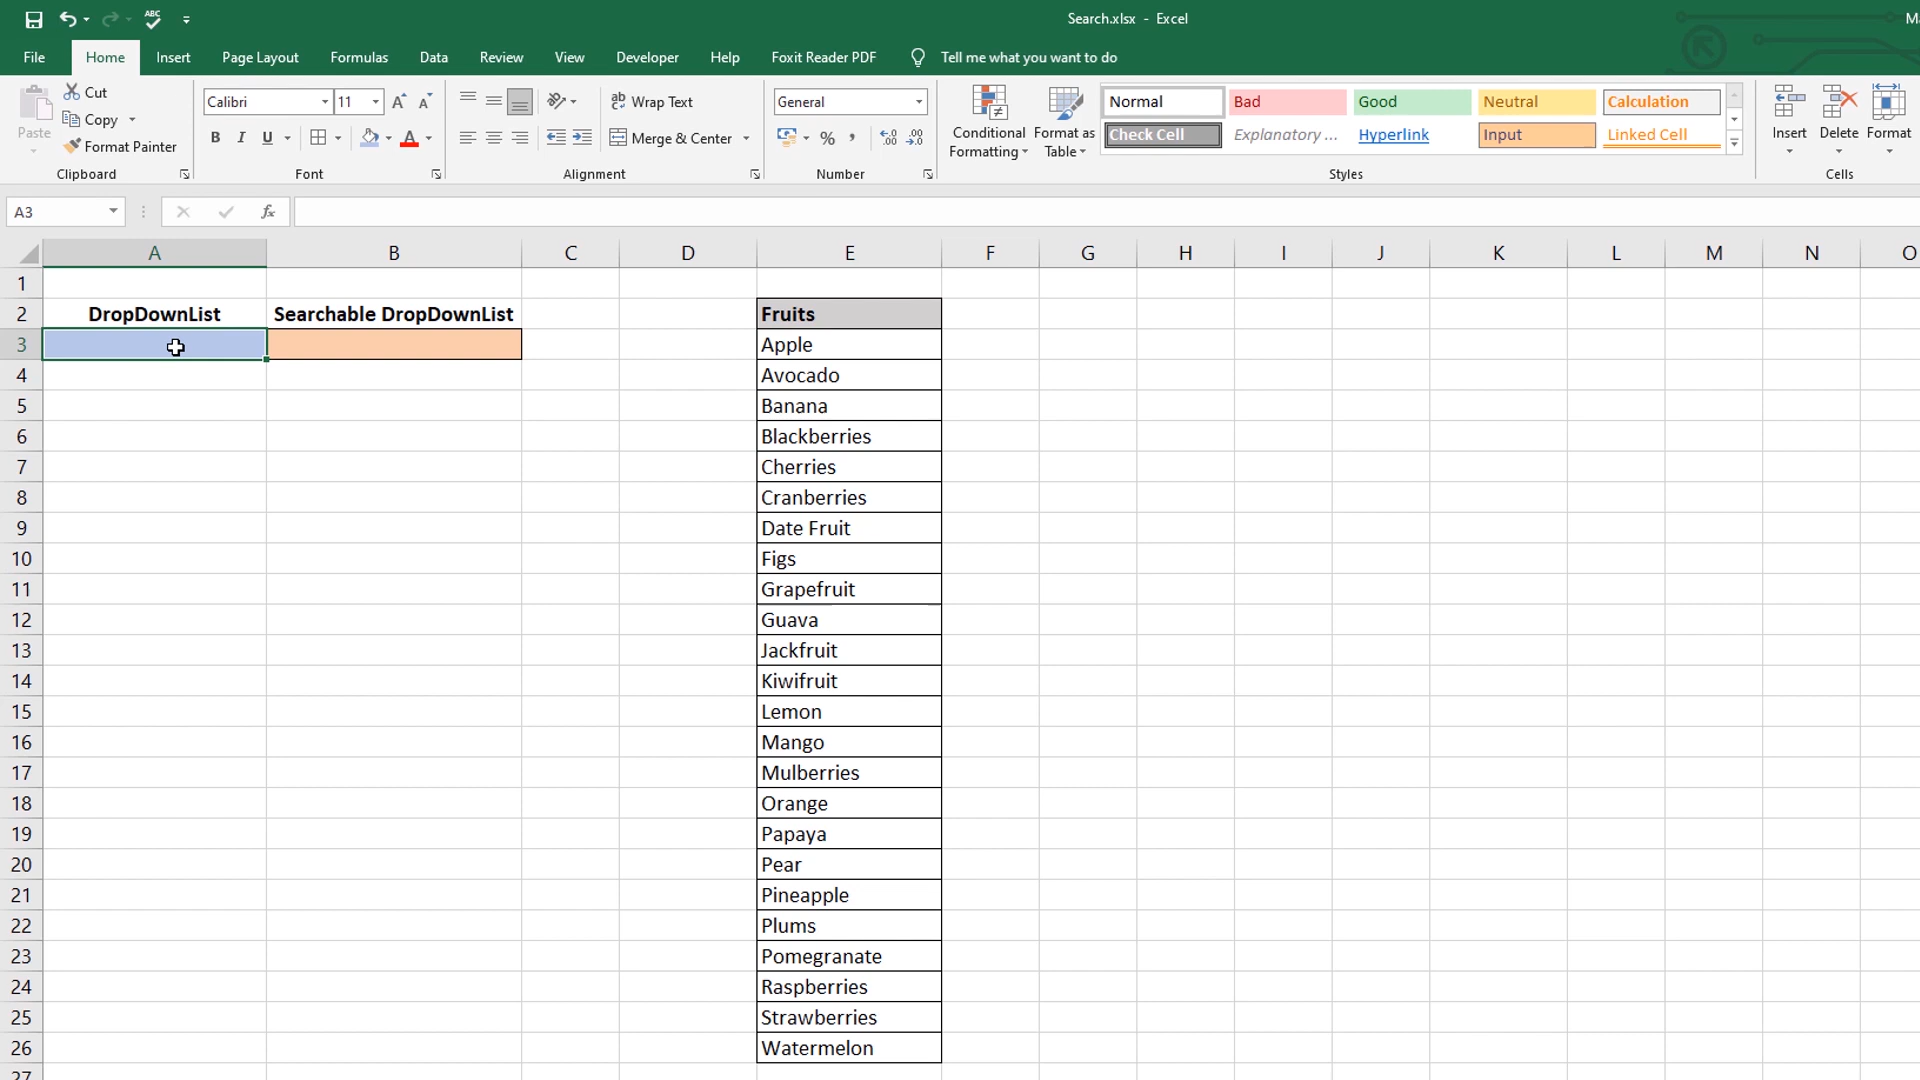 ABC
Search.xlsx - Excel
File Home Insert Page Layout Formulas Data Review View Developer Help Foxit Reader PDF Tell me what you want to do
Paste
Cut
Copy
Format Painter
Clipboard
Calibri 11
B I U
Font
ab Wrap Text
Merge & Center
Alignment
General
% ,
Number
Conditional Formatting
Format as Table
Normal Bad Good Neutral Calculation
Check Cell Explanatory ... Hyperlink Input Linked Cell
Styles
Insert Delete Format
Cells
A3 fx
A B C D E F G H I J K L M N O
1
2 DropDownList Searchable DropDownList Fruits
3 Apple
4 Avocado
5 Banana
6 Blackberries
7 Cherries
8 Cranberries
9 Date Fruit
10 Figs
11 Grapefruit
12 Guava
13 Jackfruit
14 Kiwifruit
15 Lemon
16 Mango
17 Mulberries
18 Orange
19 Papaya
20 Pear
21 Pineapple
22 Plums
23 Pomegranate
24 Raspberries
25 Strawberries
26 Watermelon
27